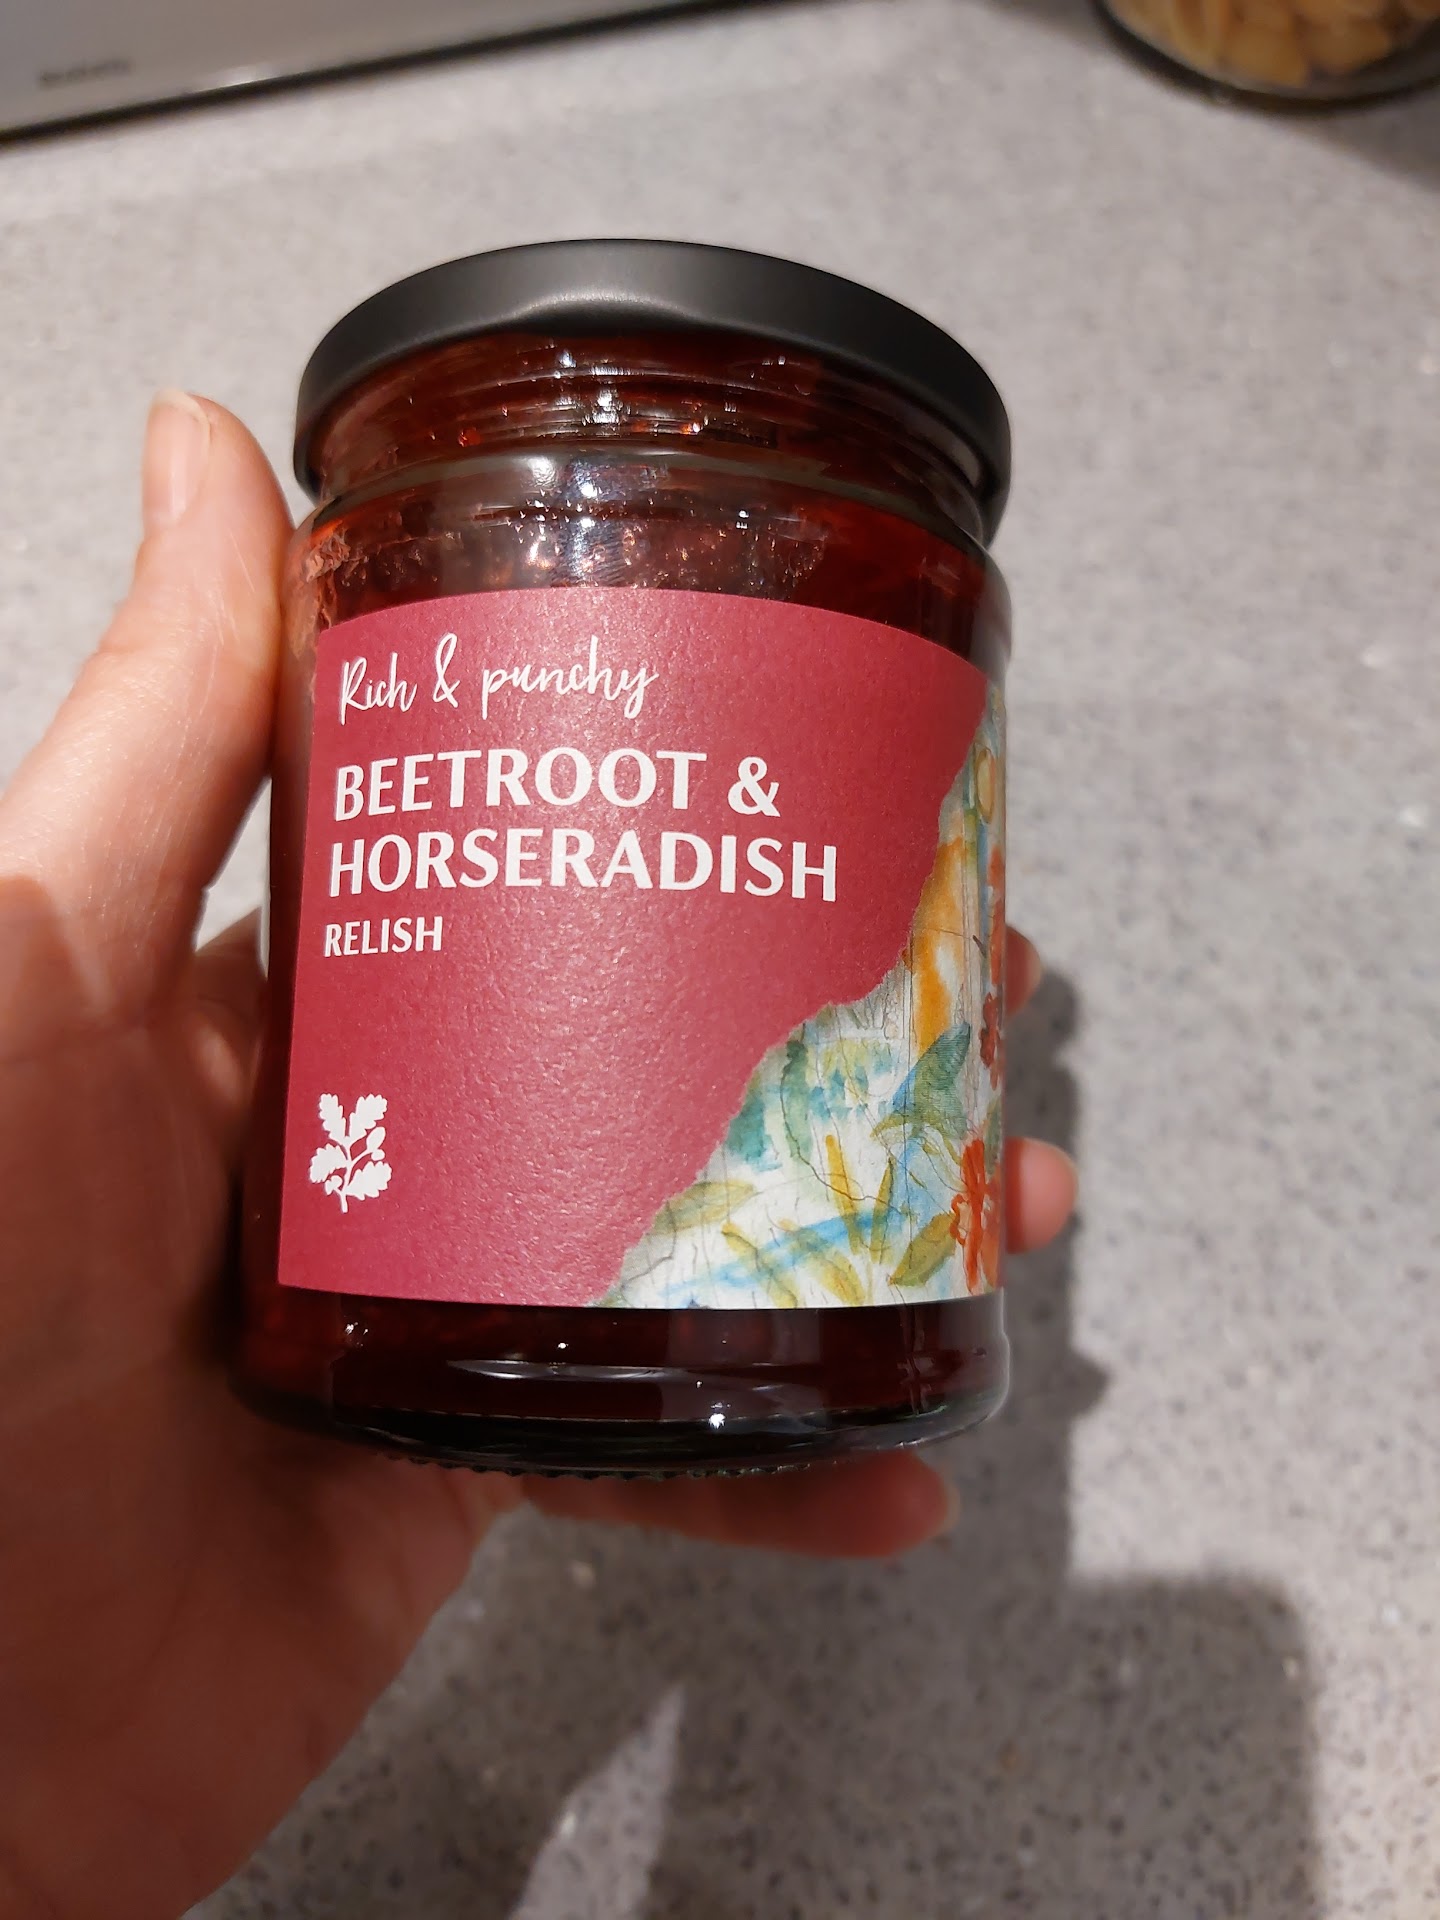 Rich & punchy
BEETROOT &
HORSERADISH
RELISH